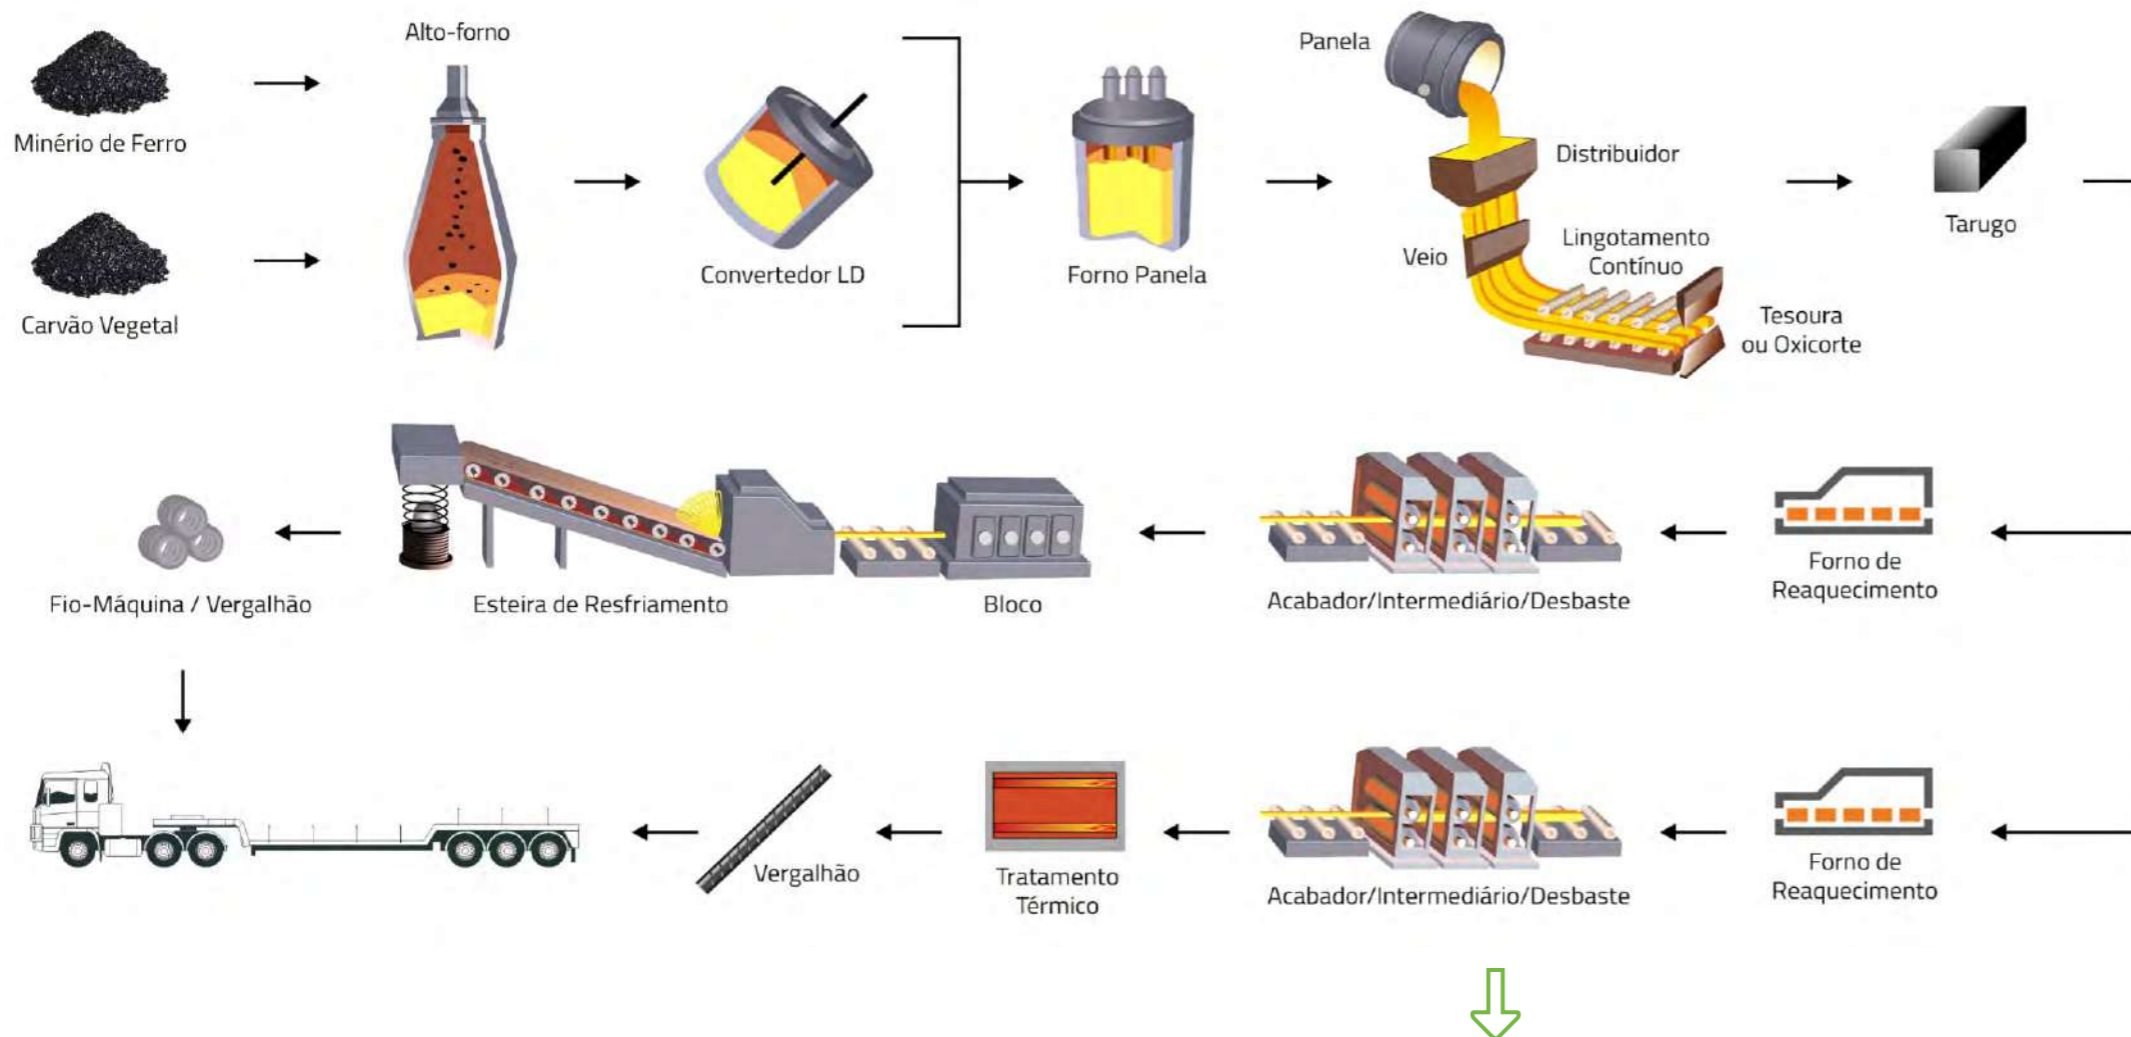 Alto-forno
Minério de Ferro
Carvão Vegetal
Convertedor LD
Forno Panela
Panela
Distribuidor
Veio
Lingotamento
Contínuo
Tesoura
ou Oxicorte
Tarugo
Fio-Máquina / Vergalhão
Esteira de Resfriamento
Bloco
Acabador/Intermediário/Desbaste
Forno de
Reaquecimento
Vergalhão
Tratamento
Térmico
Acabador/Intermediário/Desbaste
Forno de
Reaquecimento